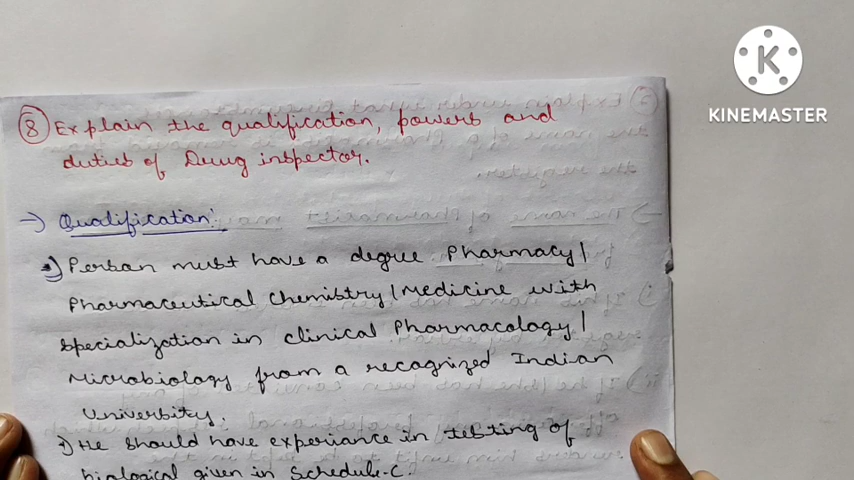 K
KINEMASTER
8 Explain the qualification, powers and
duties of Drug inspector.
→ Qualification:
•) Person must have a degree Pharmacy/
Pharmaceutical chemistry/Medicine with
specialization in clinical Pharmacology/
Microbiology from a recognized Indian
University.
•) He should have experiance in testing of
biological given in Schedule-C.